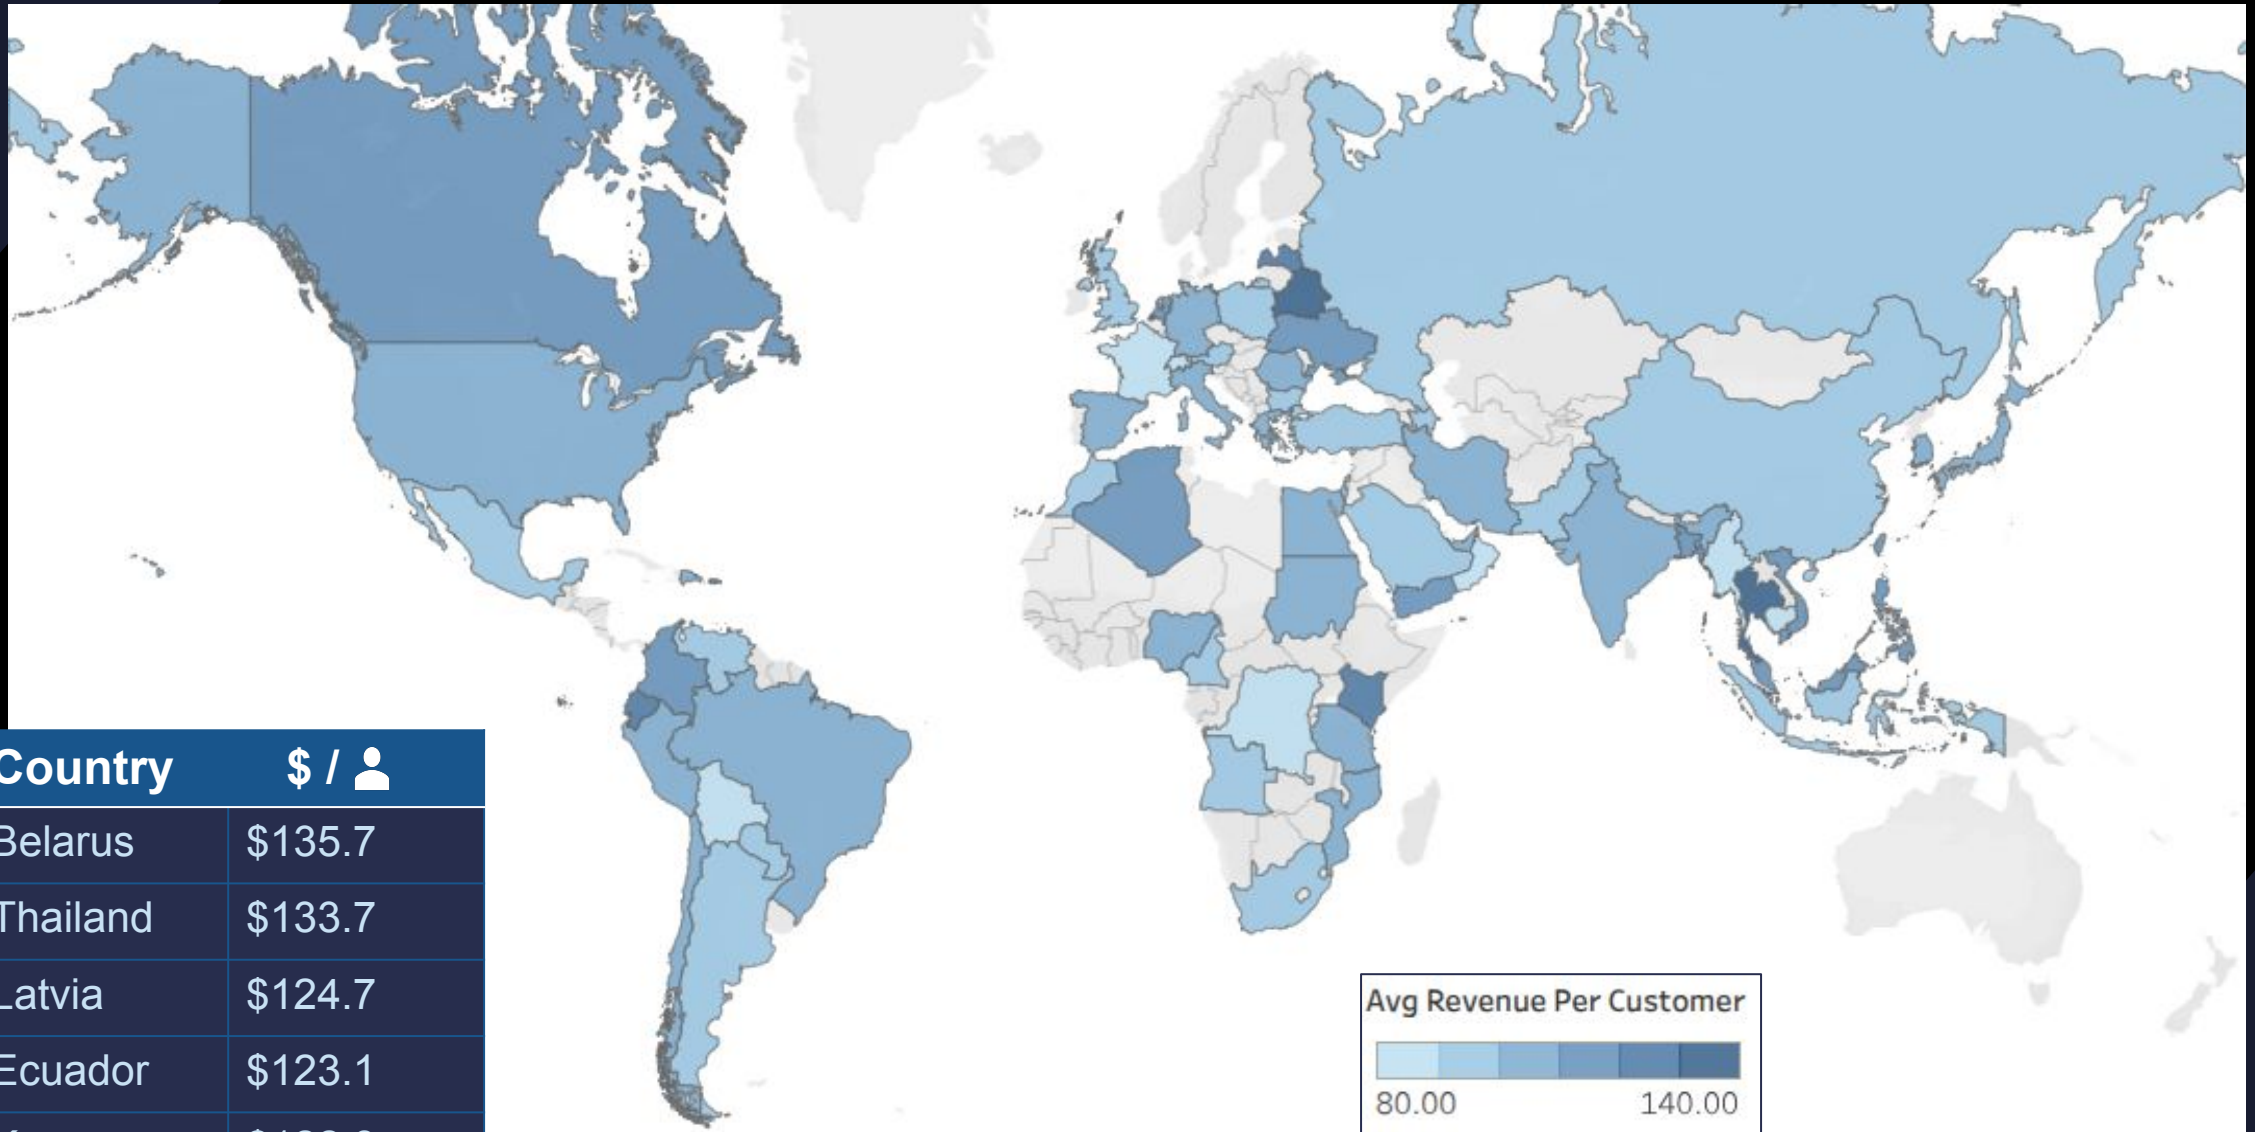 Country $ /
Belarus $135.7
Thailand $133.7
Latvia $124.7
Ecuador $123.1
Avg Revenue Per Customer
80.00 140.00